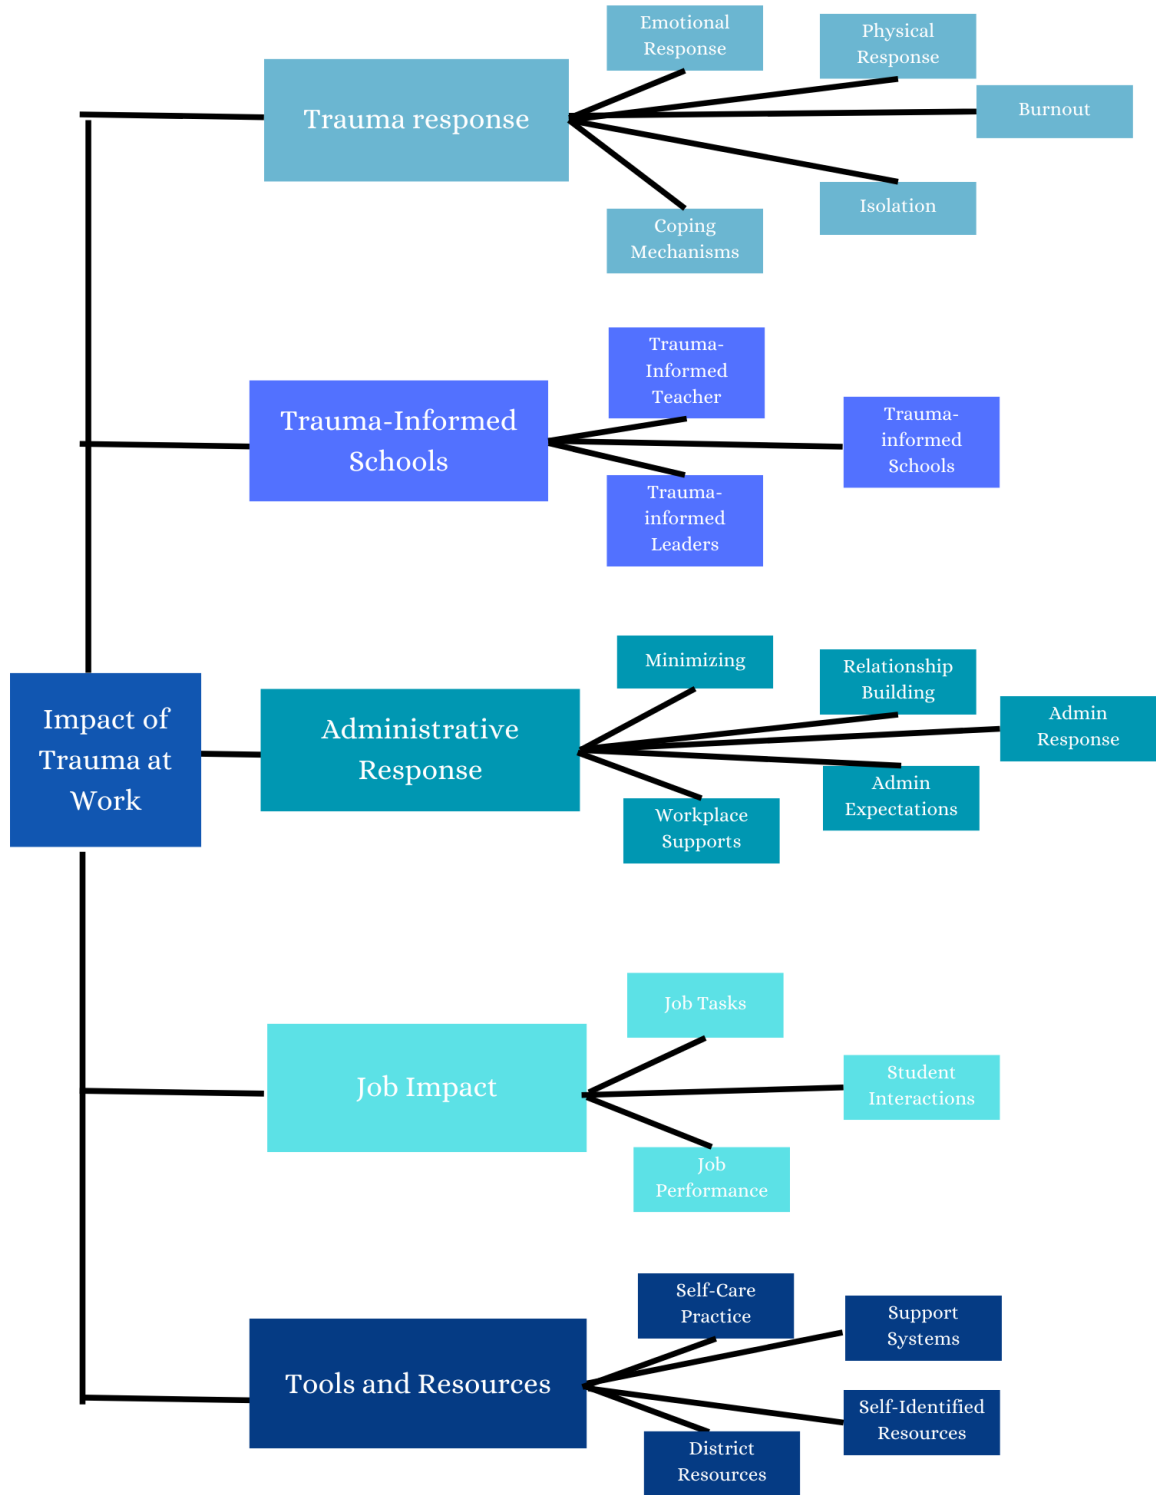 Emotional
Response
Physical
Response
Burnout
Trauma response
Isolation
Coping
Mechanisms
Trauma-
Informed
Teacher
Trauma-Informed
Schools
Trauma-
informed
Schools
Trauma-
informed
Leaders
Minimizing
Relationship
Building
Admin
Response
Impact of
Trauma at
Work
Administrative
Response
Admin
Expectations
Workplace
Supports
Job Tasks
Job Impact
Student
Interactions
Job
Performance
Self-Care
Practice
Support
Systems
Tools and Resources
Self-Identified
Resources
District
Resources